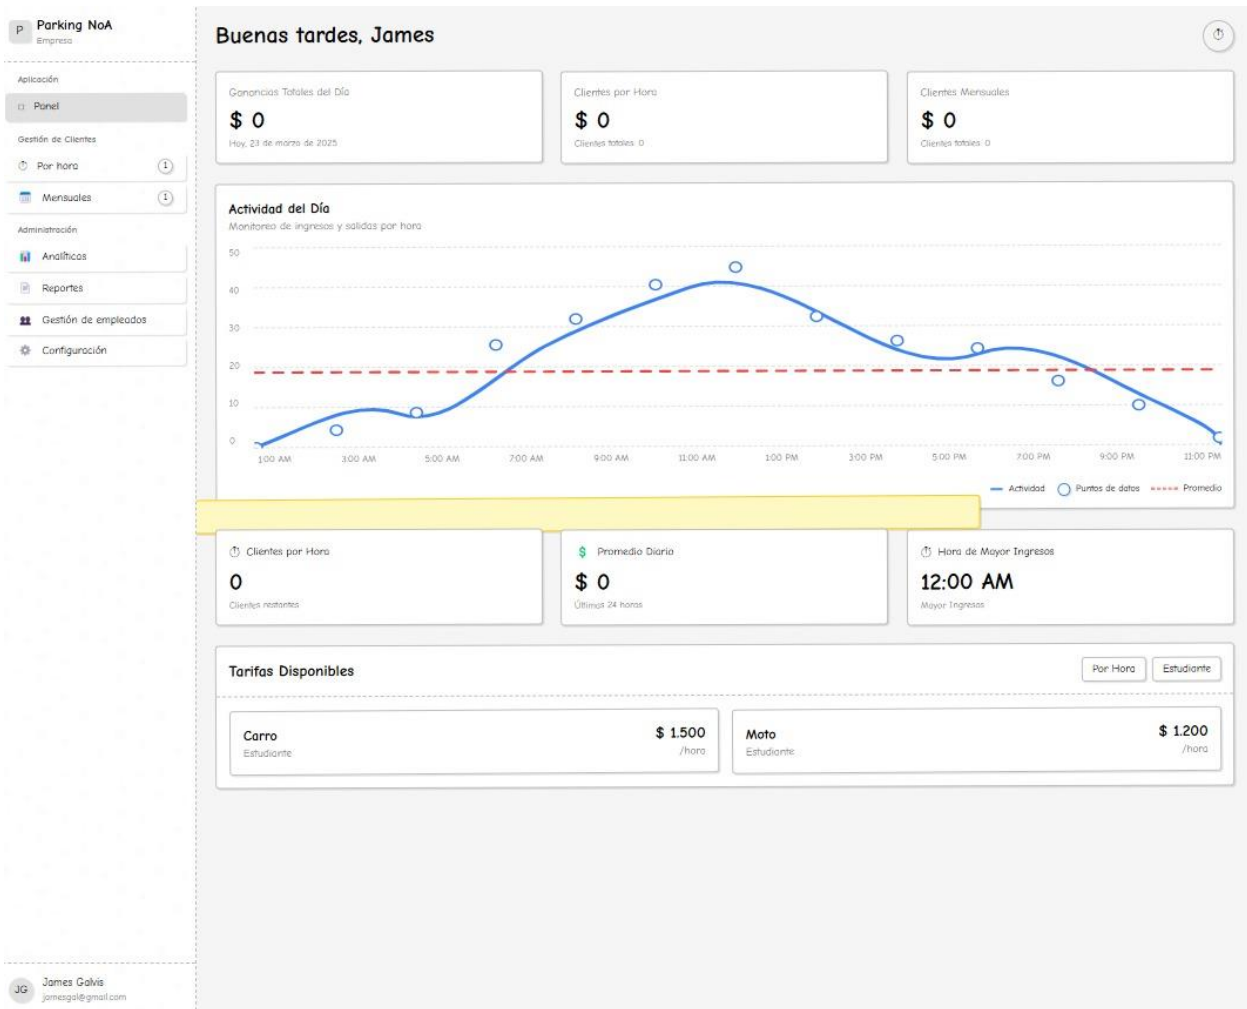 P Parking NoA
Empresa
Aplicación
Panel
Gestión de Clientes
Por hora 1
Mensuales 1
Administración
Analíticas
Reportes
Gestión de empleados
Configuración
JG James Galvis
jamesgal@gmail.com
Buenas tardes, James
Ganancias Totales del Día
$ 0
Hoy, 23 de marzo de 2025
Clientes por Hora
$ 0
Clientes totales: 0
Clientes Mensuales
$ 0
Clientes totales: 0
Actividad del Día
Monitoreo de ingresos y salidas por hora
50
40
30
20
10
0
1:00 AM 3:00 AM 5:00 AM 7:00 AM 9:00 AM 11:00 AM 1:00 PM 3:00 PM 5:00 PM 7:00 PM 9:00 PM 11:00 PM
Actividad Puntos de datos Promedio
Clientes por Hora
0
Clientes restantes
$ Promedio Diario
$ 0
Últimas 24 horas
Hora de Mayor Ingresos
12:00 AM
Mayor Ingresos
Tarifas Disponibles
Por Hora Estudiante
Carro $ 1.500
Estudiante /hora
Moto $ 1.200
Estudiante /hora